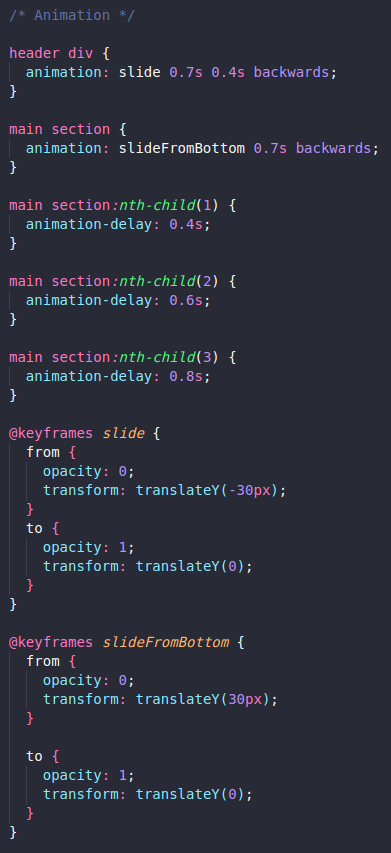 /* Animation */

header div {
  animation: slide 0.7s 0.4s backwards;
}

main section {
  animation: slideFromBottom 0.7s backwards;
}

main section:nth-child(1) {
  animation-delay: 0.4s;
}

main section:nth-child(2) {
  animation-delay: 0.6s;
}

main section:nth-child(3) {
  animation-delay: 0.8s;
}

@keyframes slide {
  from {
    opacity: 0;
    transform: translateY(-30px);
  }
  to {
    opacity: 1;
    transform: translateY(0);
  }
}

@keyframes slideFromBottom {
  from {
    opacity: 0;
    transform: translateY(30px);
  }

  to {
    opacity: 1;
    transform: translateY(0);
  }
}